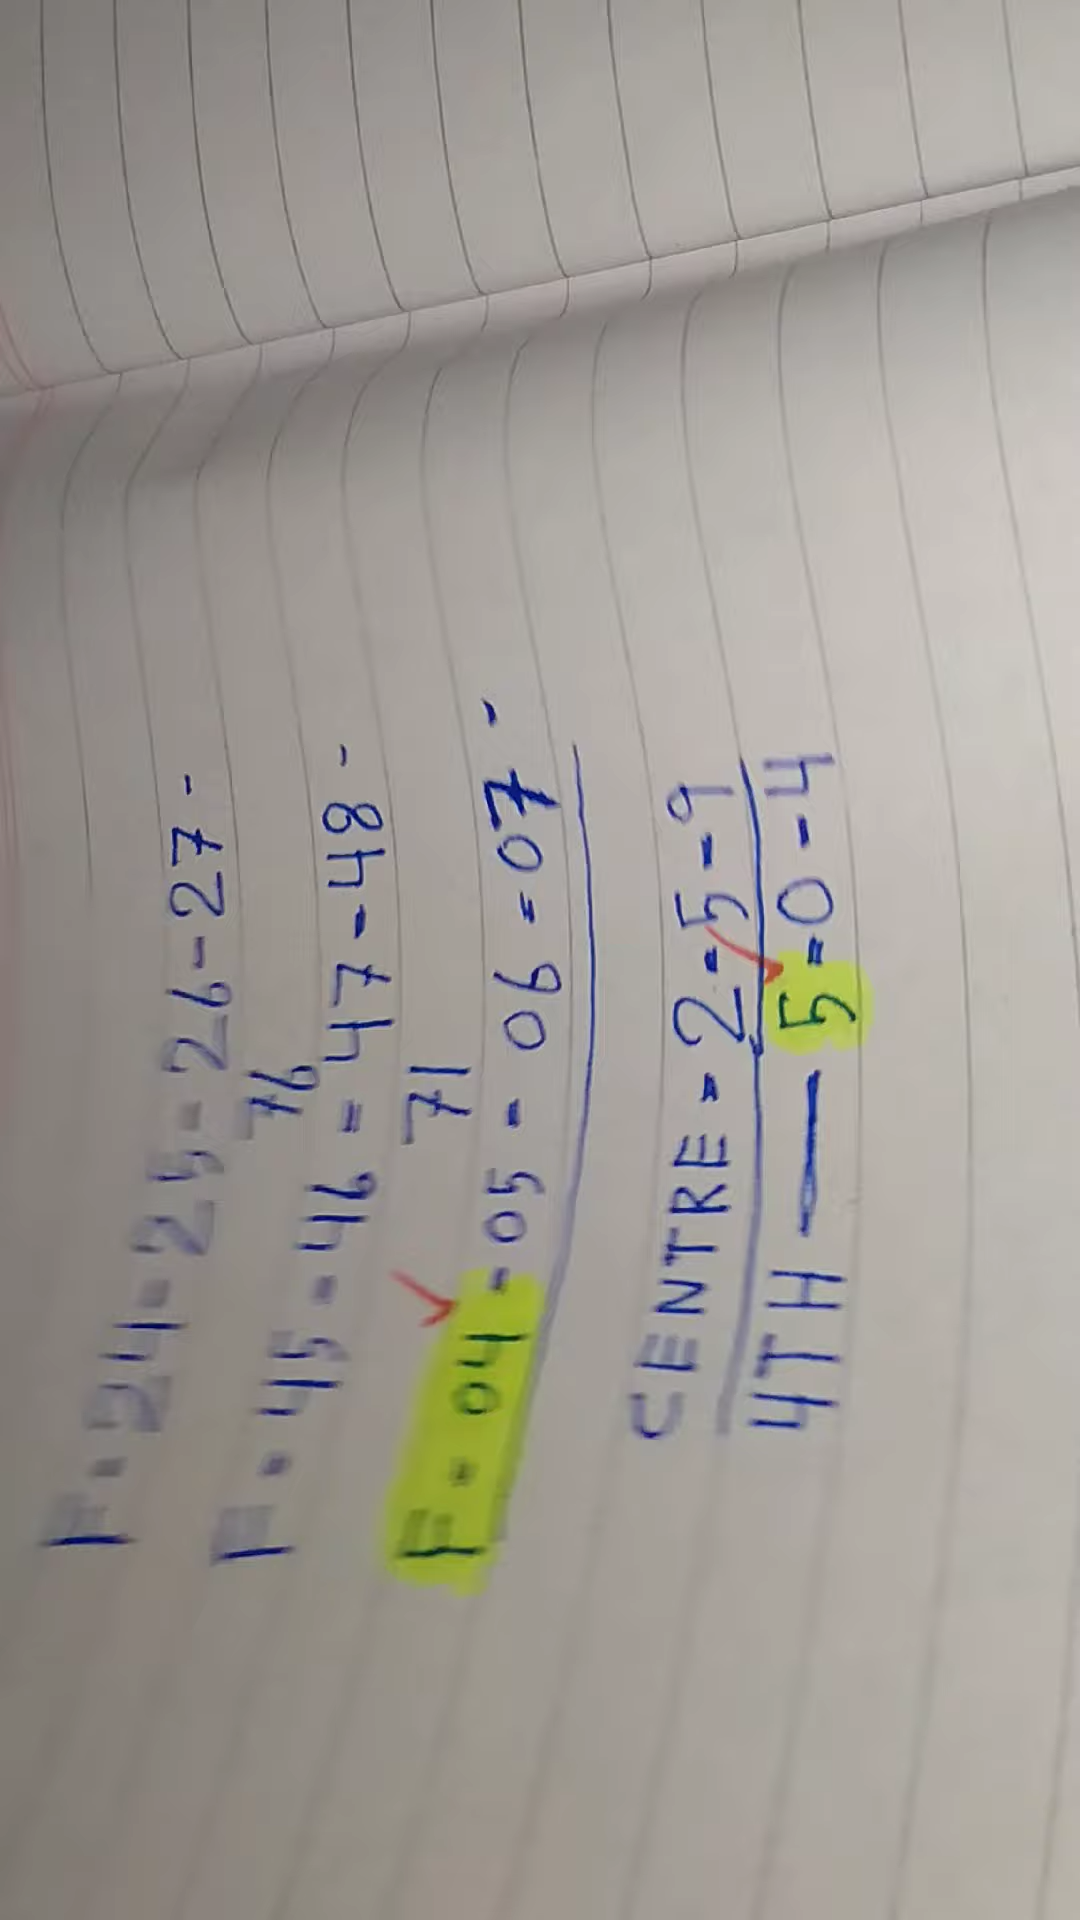 F = 24 = 25 - 26 - 27 -
76
F = 45 - 46 = 47 - 48 -
71
F - 04 - 05 - 06 = 07 -
CENTRE = 2 - 5 - 9
4TH — 5 = 0 - 4